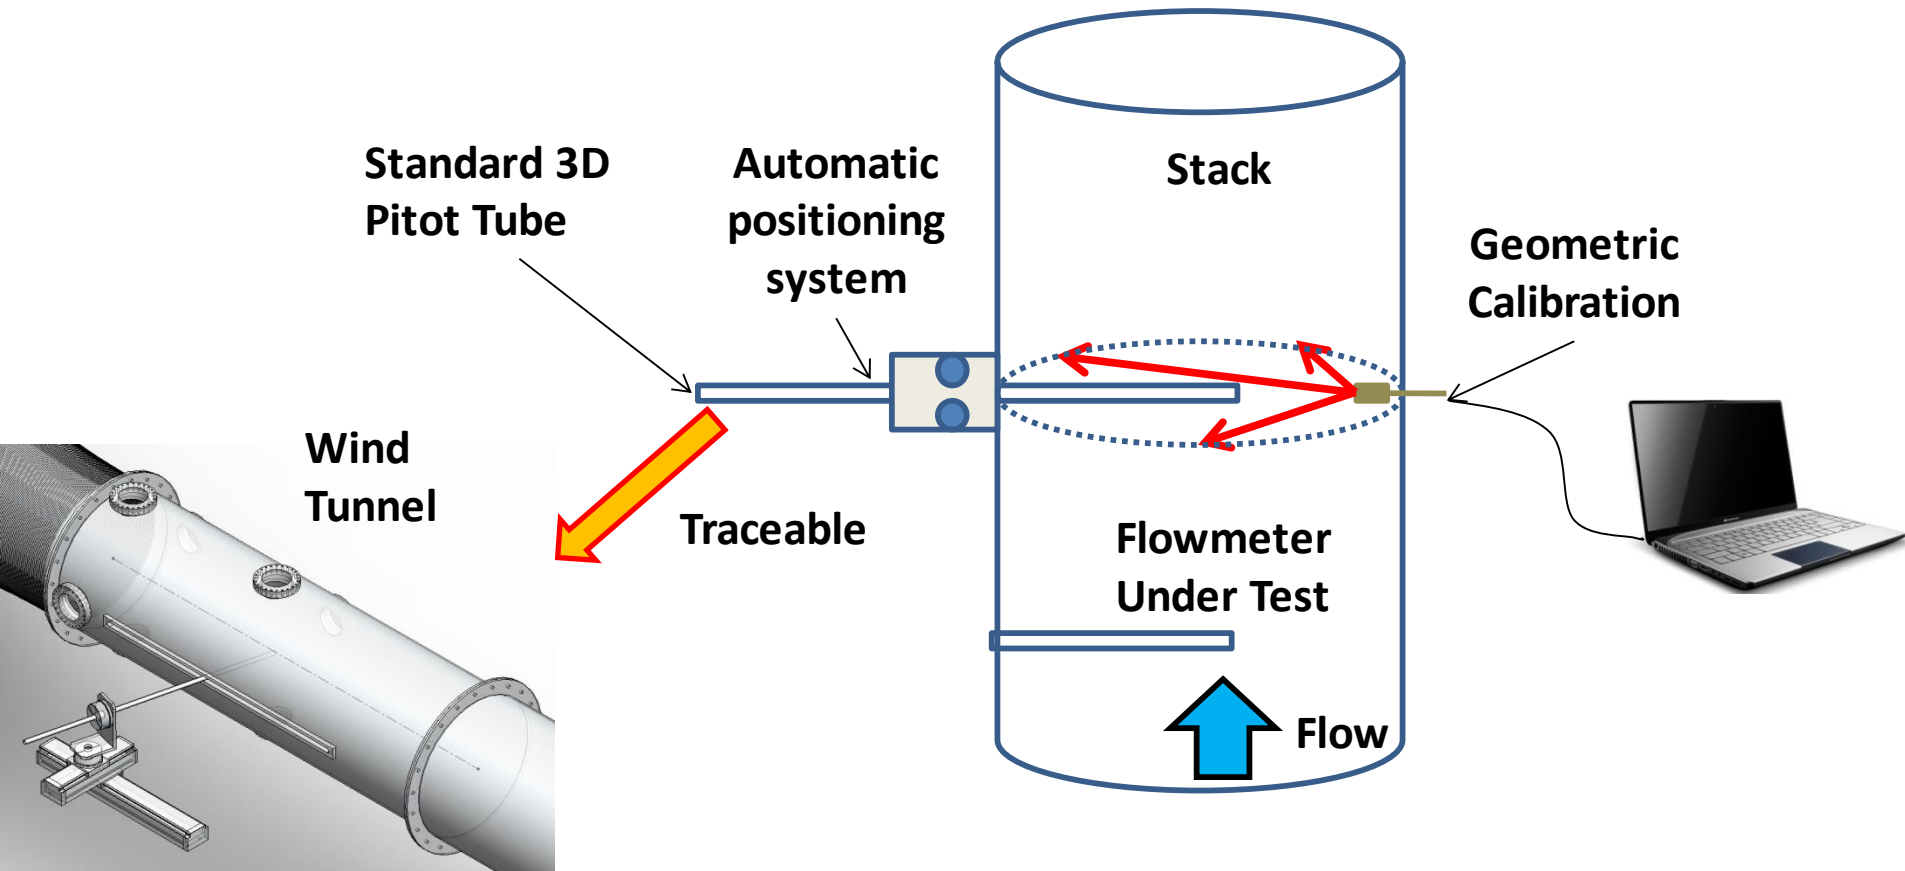 Standard 3D
Pitot Tube
Automatic
positioning
system
Stack
Geometric
Calibration
Wind
Tunnel
Traceable
Flowmeter
Under Test
Flow